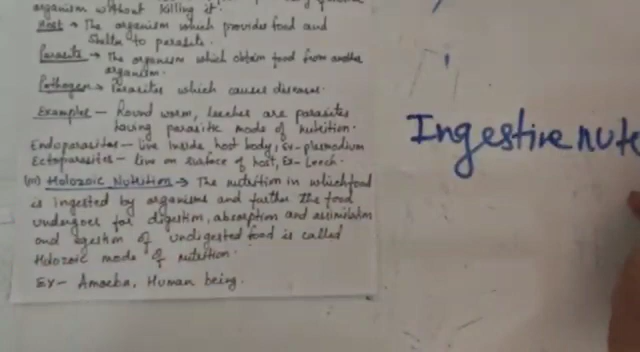 organism without killing it.
Host → The organism which provides food and
Shelter to parasite.
Parasite → The organism which obtain food from another
organism.
Pathogen → Parasites which causes diseases.
Examples — Round worm, leeches are parasites
having parasitic mode of nutrition.
Endoparasites — live inside host body, Ex - plasmodium
Ectoparasites — live on surface of host, Ex - Leech.
(III) Holozoic Nutrition → The nutrition in which food
is ingested by organisms and further the food
undergoes for digestion, absorption and assimilation
and egestion of undigested food is called
Holozoic mode of nutrition.
Ex — Amoeba, Human being.
Ingestive nut